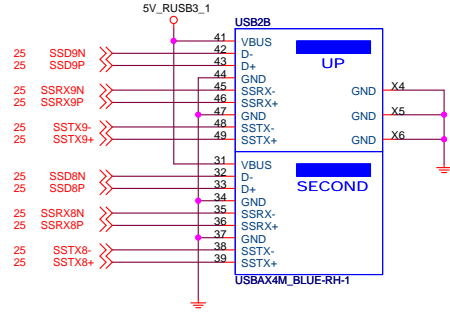 5V_RUSB3_1
USB2B
41 VBUS
25 SSD9N 42 D- UP
25 SSD9P 43 D+
44 GND GND X4
25 SSRX9N 45 SSRX-
25 SSRX9P 46 SSRX+
47 GND GND X5
25 SSTX9- 48 SSTX-
25 SSTX9+ 49 SSTX+ GND X6
31 VBUS
25 SSD8N 32 D-
25 SSD8P 33 D+ SECOND
34 GND
25 SSRX8N 35 SSRX-
25 SSRX8P 36 SSRX+
37 GND
25 SSTX8- 38 SSTX-
25 SSTX8+ 39 SSTX+
USBAX4M_BLUE-RH-1